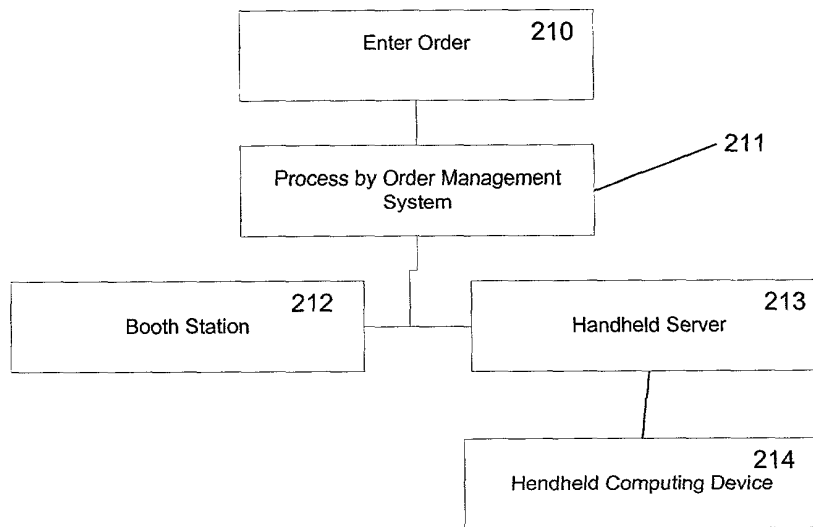 210
Enter Order
211
Process by Order Management
System
212
Booth Station
213
Handheld Server
214
Hendheld Computing Device